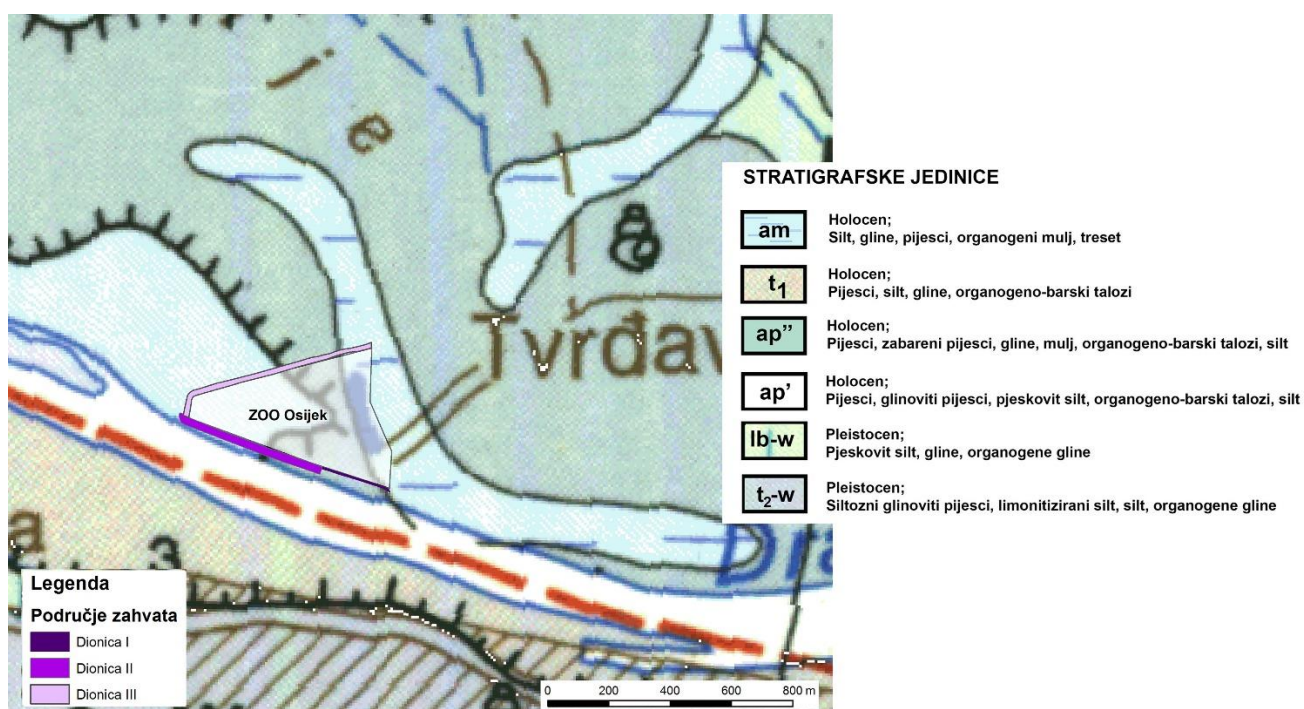 e
Tvrđav
ZOO Osijek
a
3
Dra
STRATIGRAFSKE JEDINICE
am
Holocen;
Silt, gline, pijesci, organogeni mulj, treset
t1
Holocen;
Pijesci, silt, gline, organogeno-barski talozi
ap”
Holocen;
Pijesci, zabareni pijesci, gline, mulj, organogeno-barski talozi, silt
ap’
Holocen;
Pijesci, glinoviti pijesci, pjeskovit silt, organogeno-barski talozi, silt
lb-w
Pleistocen;
Pjeskovit silt, gline, organogene gline
t2-w
Pleistocen;
Siltozni glinoviti pijesci, limonitizirani silt, silt, organogene gline
Legenda
Područje zahvata
Dionica I
Dionica II
Dionica III
0 200 400 600 800 m